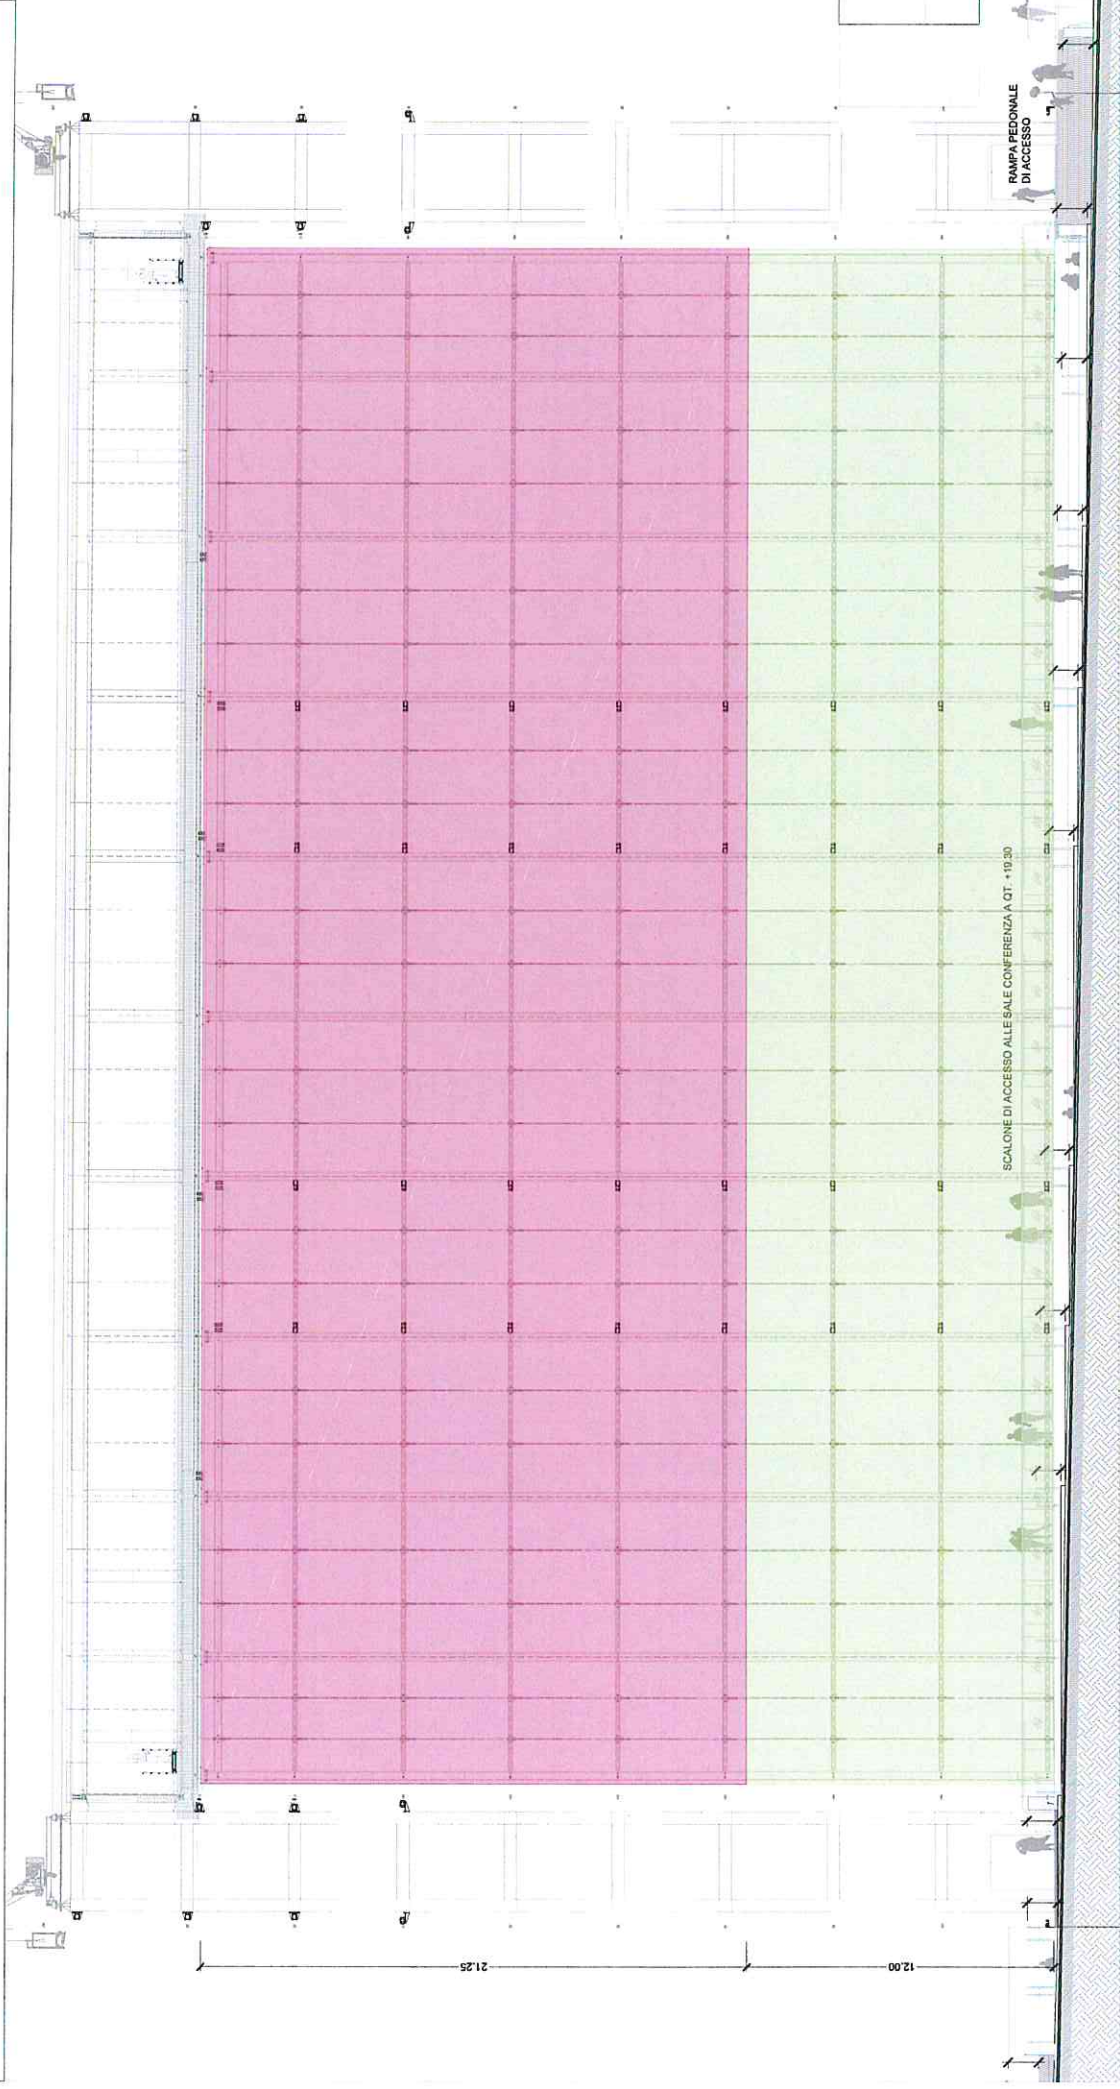 RAMPA PEDONALE
DI ACCESSO
SCALONE DI ACCESSO ALLE SALE CONFERENZA A QT. +19.30
21.25
12.00